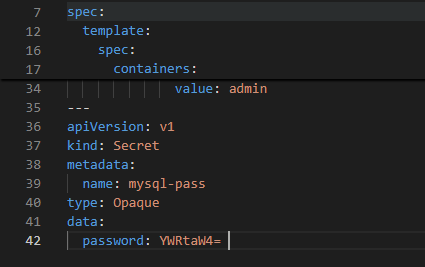 7 spec:
12 template:
16 spec:
17 containers:
34 value: admin
35 ---
36 apiVersion: v1
37 kind: Secret
38 metadata:
39 name: mysql-pass
40 type: Opaque
41 data:
42 password: YWRtaW4=